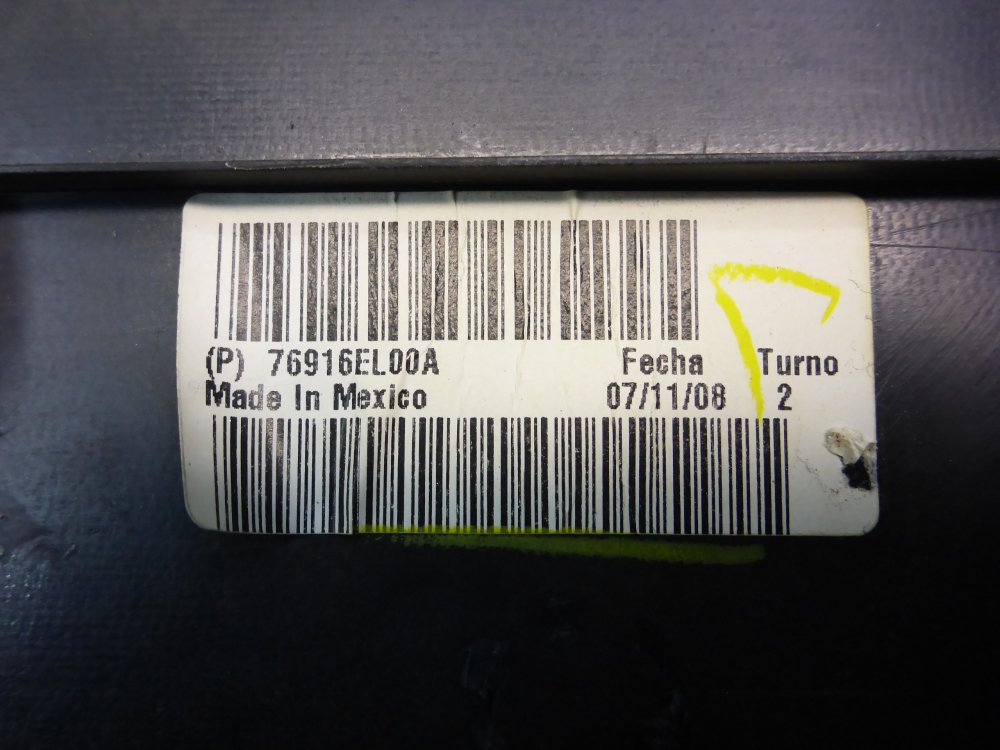 (P) 76916EL00A Fecha Turno
Made In Mexico 07/11/08 2